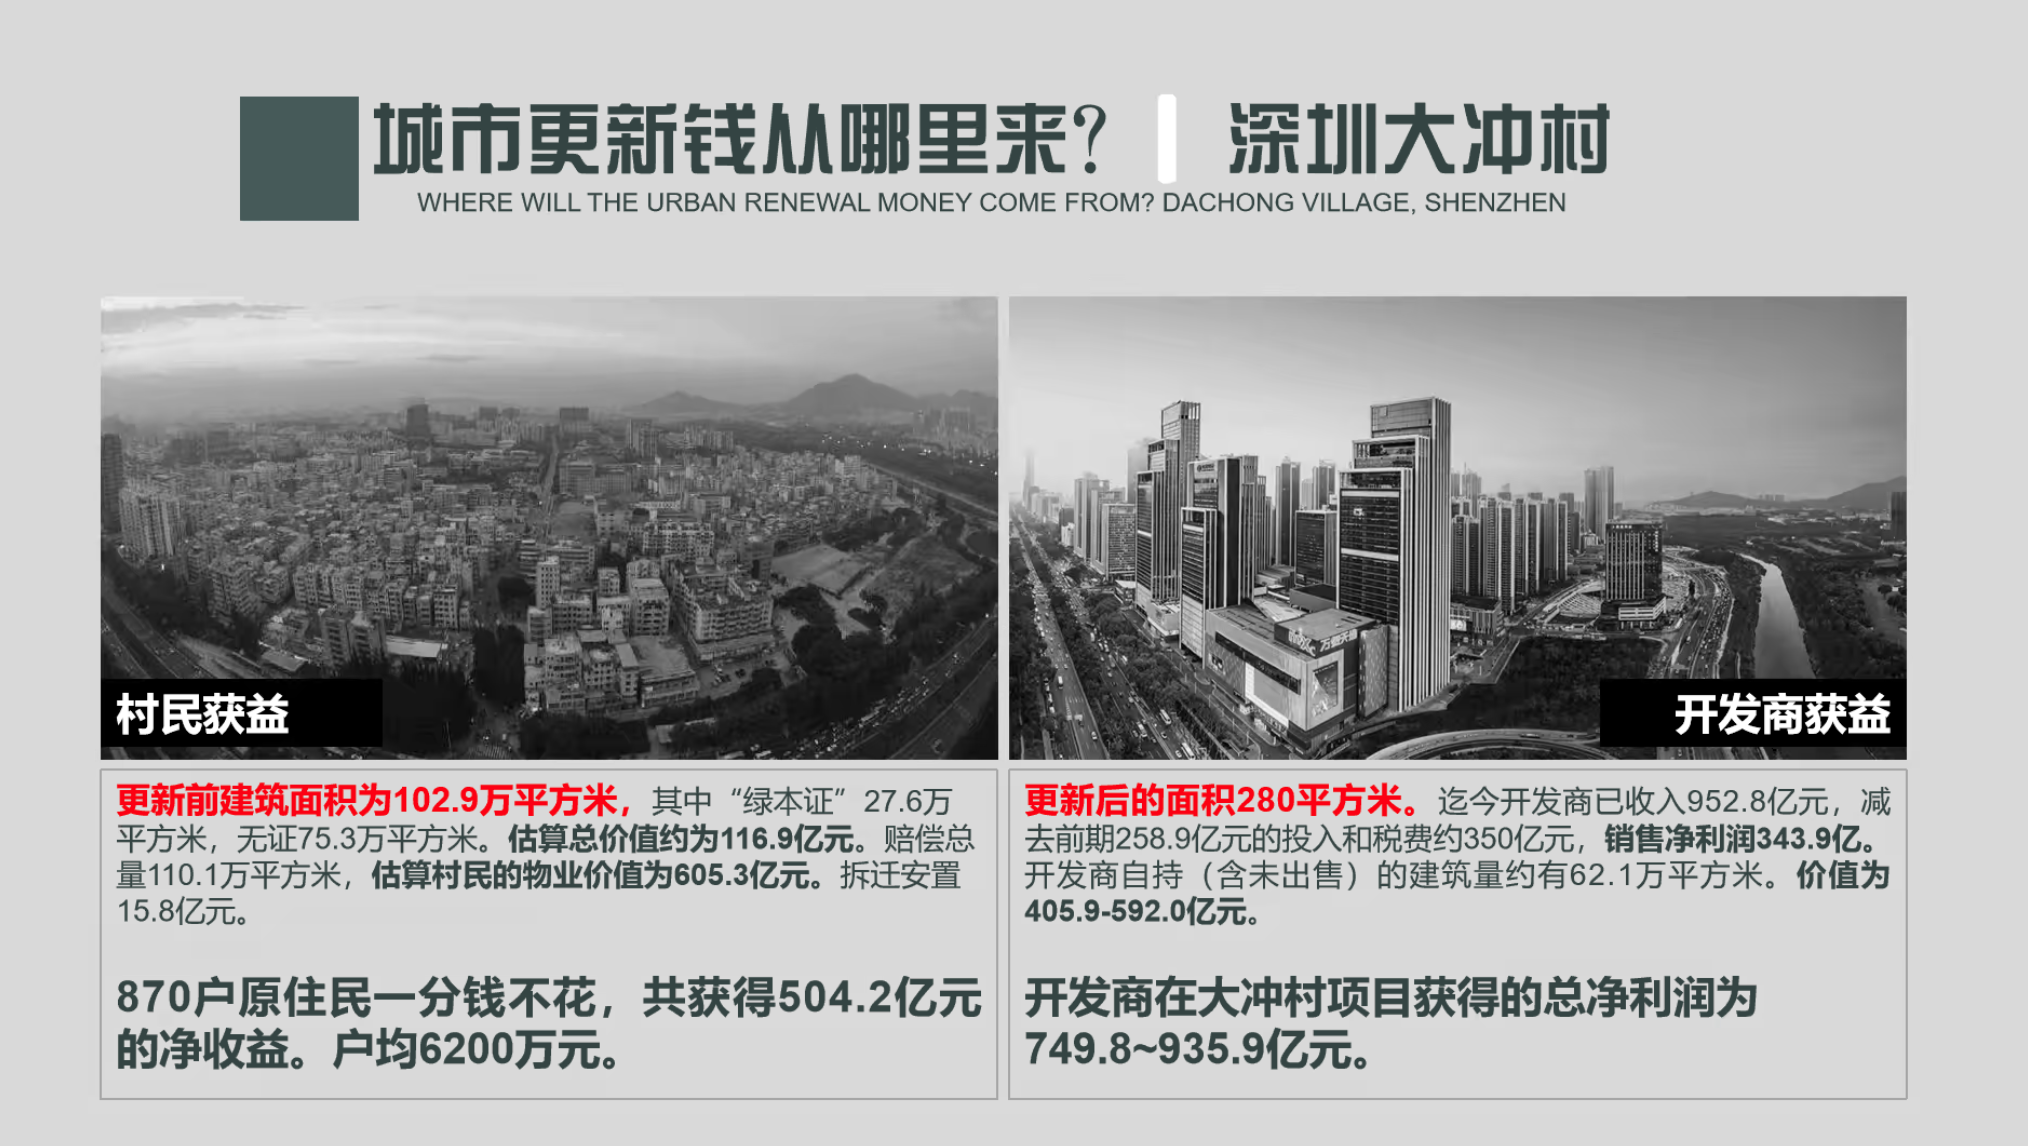 城市更新钱从哪里来？ 深圳大冲村
WHERE WILL THE URBAN RENEWAL MONEY COME FROM? DACHONG VILLAGE, SHENZHEN
万象天地
村民获益
开发商获益
更新前建筑面积为102.9万平方米，其中“绿本证”27.6万
平方米，无证75.3万平方米。估算总价值约为116.9亿元。赔偿总
量110.1万平方米，估算村民的物业价值为605.3亿元。拆迁安置
15.8亿元。
870户原住民一分钱不花，共获得504.2亿元
的净收益。户均6200万元。
更新后的面积280平方米。迄今开发商已收入952.8亿元，减
去前期258.9亿元的投入和税费约350亿元，销售净利润343.9亿。
开发商自持（含未出售）的建筑量约有62.1万平方米。价值为
405.9-592.0亿元。
开发商在大冲村项目获得的总净利润为
749.8~935.9亿元。